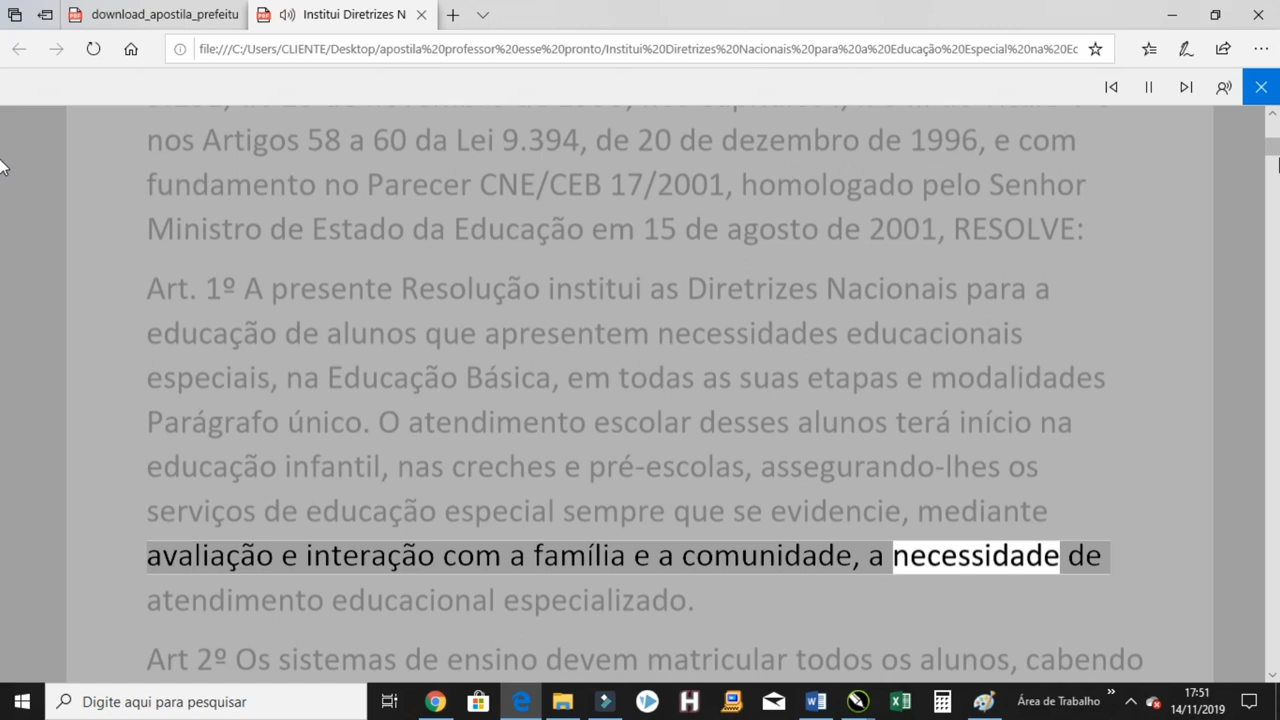 download_apostila_prefeitu
Institui Diretrizes N
file:///C:/Users/CLIENTE/Desktop/apostila%20professor%20esse%20pronto/Institui%20Diretrizes%20Nacionais%20para%20a%20Educação%20Especial%20na%20Ec
nos Artigos 58 a 60 da Lei 9.394, de 20 de dezembro de 1996, e com
fundamento no Parecer CNE/CEB 17/2001, homologado pelo Senhor
Ministro de Estado da Educação em 15 de agosto de 2001, RESOLVE:
Art. 1º A presente Resolução institui as Diretrizes Nacionais para a
educação de alunos que apresentem necessidades educacionais
especiais, na Educação Básica, em todas as suas etapas e modalidades
Parágrafo único. O atendimento escolar desses alunos terá início na
educação infantil, nas creches e pré-escolas, assegurando-lhes os
serviços de educação especial sempre que se evidencie, mediante
avaliação e interação com a família e a comunidade, a necessidade de
atendimento educacional especializado.
Art 2º Os sistemas de ensino devem matricular todos os alunos, cabendo
Digite aqui para pesquisar
Área de Trabalho
17:51
14/11/2019